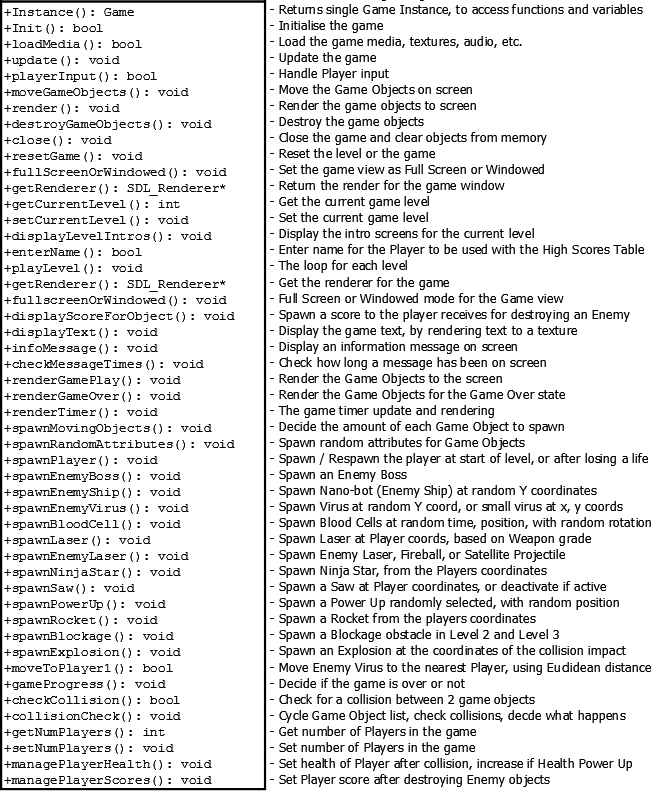 +Instance(): Game - Returns single Game Instance, to access functions and variables
+Init(): bool - Initialise the game
+loadMedia(): bool - Load the game media, textures, audio, etc.
+update(): void - Update the game
+playerInput(): bool - Handle Player input
+moveGameObjects(): void - Move the Game Objects on screen
+render(): void - Render the game objects to screen
+destroyGameObjects(): void - Destroy the game objects
+close(): void - Close the game and clear objects from memory
+resetGame(): void - Reset the level or the game
+fullScreenOrWindowed(): void - Set the game view as Full Screen or Windowed
+getRenderer(): SDL_Renderer* - Return the render for the game window
+getCurrentLevel(): int - Get the current game level
+setCurrentLevel(): void - Set the current game level
+displayLevelIntros(): void - Display the intro screens for the current level
+enterName(): bool - Enter name for the Player to be used with the High Scores Table
+playLevel(): void - The loop for each level
+getRenderer(): SDL_Renderer* - Get the renderer for the game
+fullscreenOrWindowed(): void - Full Screen or Windowed mode for the Game view
+displayScoreForObject(): void - Spawn a score to the player receives for destroying an Enemy
+displayText(): void - Display the game text, by rendering text to a texture
+infoMessage(): void - Display an information message on screen
+checkMessageTimes(): void - Check how long a message has been on screen
+renderGamePlay(): void - Render the Game Objects to the screen
+renderGameOver(): void - Render the Game Objects for the Game Over state
+renderTimer(): void - The game timer update and rendering
+spawnMovingObjects(): void - Decide the amount of each Game Object to spawn
+spawnRandomAttributes(): void - Spawn random attributes for Game Objects
+spawnPlayer(): void - Spawn / Respawn the player at start of level, or after losing a life
+spawnEnemyBoss(): void - Spawn an Enemy Boss
+spawnEnemyShip(): void - Spawn Nano-bot (Enemy Ship) at random Y coordinates
+spawnEnemyVirus(): void - Spawn Virus at random Y coord, or small virus at x, y coords
+spawnBloodCell(): void - Spawn Blood Cells at random time, position, with random rotation
+spawnLaser(): void - Spawn Laser at Player coords, based on Weapon grade
+spawnEnemyLaser(): void - Spawn Enemy Laser, Fireball, or Satellite Projectile
+spawnNinjaStar(): void - Spawn Ninja Star, from the Players coordinates
+spawnSaw(): void - Spawn a Saw at Player coordinates, or deactivate if active
+spawnPowerUp(): void - Spawn a Power Up randomly selected, with random position
+spawnRocket(): void - Spawn a Rocket from the players coordinates
+spawnBlockage(): void - Spawn a Blockage obstacle in Level 2 and Level 3
+spawnExplosion(): void - Spawn an Explosion at the coordinates of the collision impact
+moveToPlayer1(): bool - Move Enemy Virus to the nearest Player, using Euclidean distance
+gameProgress(): void - Decide if the game is over or not
+checkCollision(): bool - Check for a collision between 2 game objects
+collisionCheck(): void - Cycle Game Object list, check collisions, decde what happens
+getNumPlayers(): int - Get number of Players in the game
+setNumPlayers(): void - Set number of Players in the game
+managePlayerHealth(): void - Set health of Player after collision, increase if Health Power Up
+managePlayerScores(): void - Set Player score after destroying Enemy objects